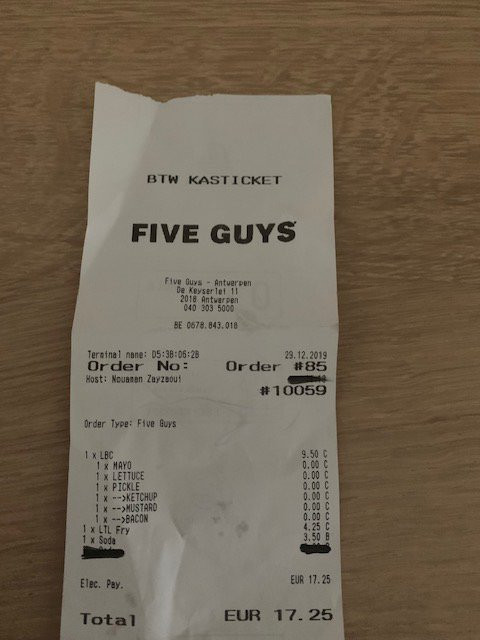 BTW KASTICKET
FIVE GUYS
Five Guys - Antwerpen
De Keyserlei 11
2018 Antwerpen
040 303 5000
BE 0678.843.018
Terminal name: D5:3B:06:2B 29.12.2019
Order No: Order #85
Host: Nouaman Zayzaoui
#10059
Order Type: Five Guys
1 x LBC 9.50 C
1 x MAYO 0.00 C
1 x LETTUCE 0.00 C
1 x PICKLE 0.00 C
1 x -->KETCHUP 0.00 C
1 x -->MUSTARD 0.00 C
1 x -->BACON 0.00 C
1 x LTL Fry 4.25 C
1 x Soda 3.50 B
Elec. Pay. EUR 17.25
Total EUR 17.25